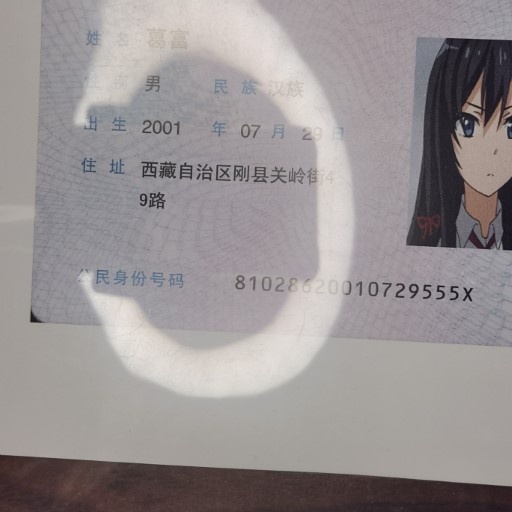 姓名 葛富
性别 男 民族 汉族
出生 2001 年 07 月 29 日
住址 西藏自治区刚县关岭街4
9路
公民身份号码 81028620010729555X